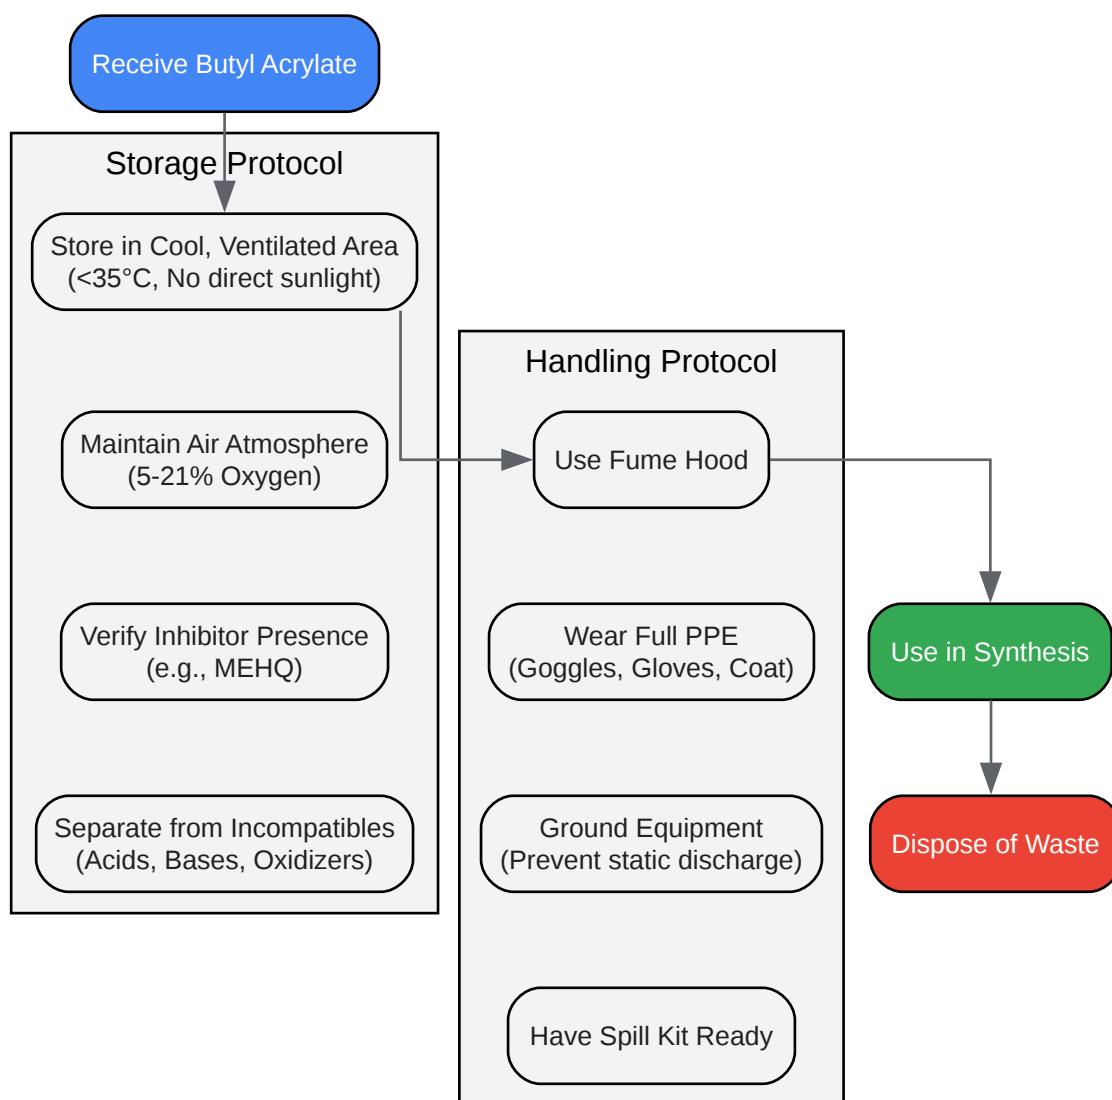 Receive Butyl Acrylate
Storage Protocol
Store in Cool, Ventilated Area
(<35°C, No direct sunlight)
Maintain Air Atmosphere
(5-21% Oxygen)
Verify Inhibitor Presence
(e.g., MEHQ)
Separate from Incompatibles
(Acids, Bases, Oxidizers)
Handling Protocol
Use Fume Hood
Wear Full PPE
(Goggles, Gloves, Coat)
Ground Equipment
(Prevent static discharge)
Have Spill Kit Ready
Use in Synthesis
Dispose of Waste